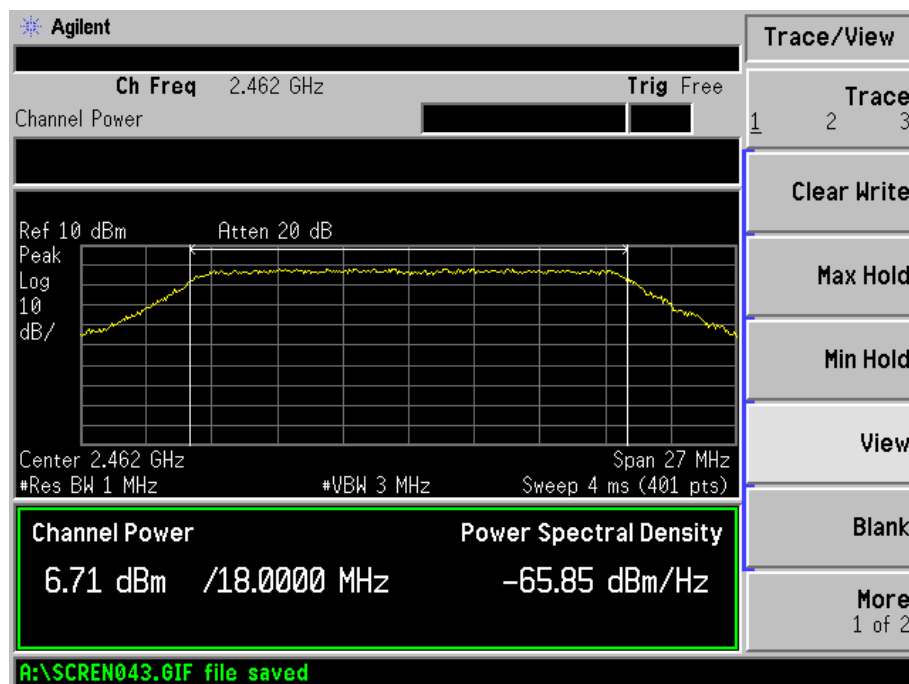 Agilent
Trace/View
Ch Freq 2.462 GHz Trig Free
Channel Power
Trace
1 2 3
Clear Write
Max Hold
Min Hold
View
Blank
More
1 of 2
Ref 10 dBm Atten 20 dB
Peak
Log
10
dB/
Center 2.462 GHz Span 27 MHz
#Res BW 1 MHz #VBW 3 MHz Sweep 4 ms (401 pts)
Channel Power Power Spectral Density
6.71 dBm /18.0000 MHz -65.85 dBm/Hz
A:\SCREN043.GIF file saved